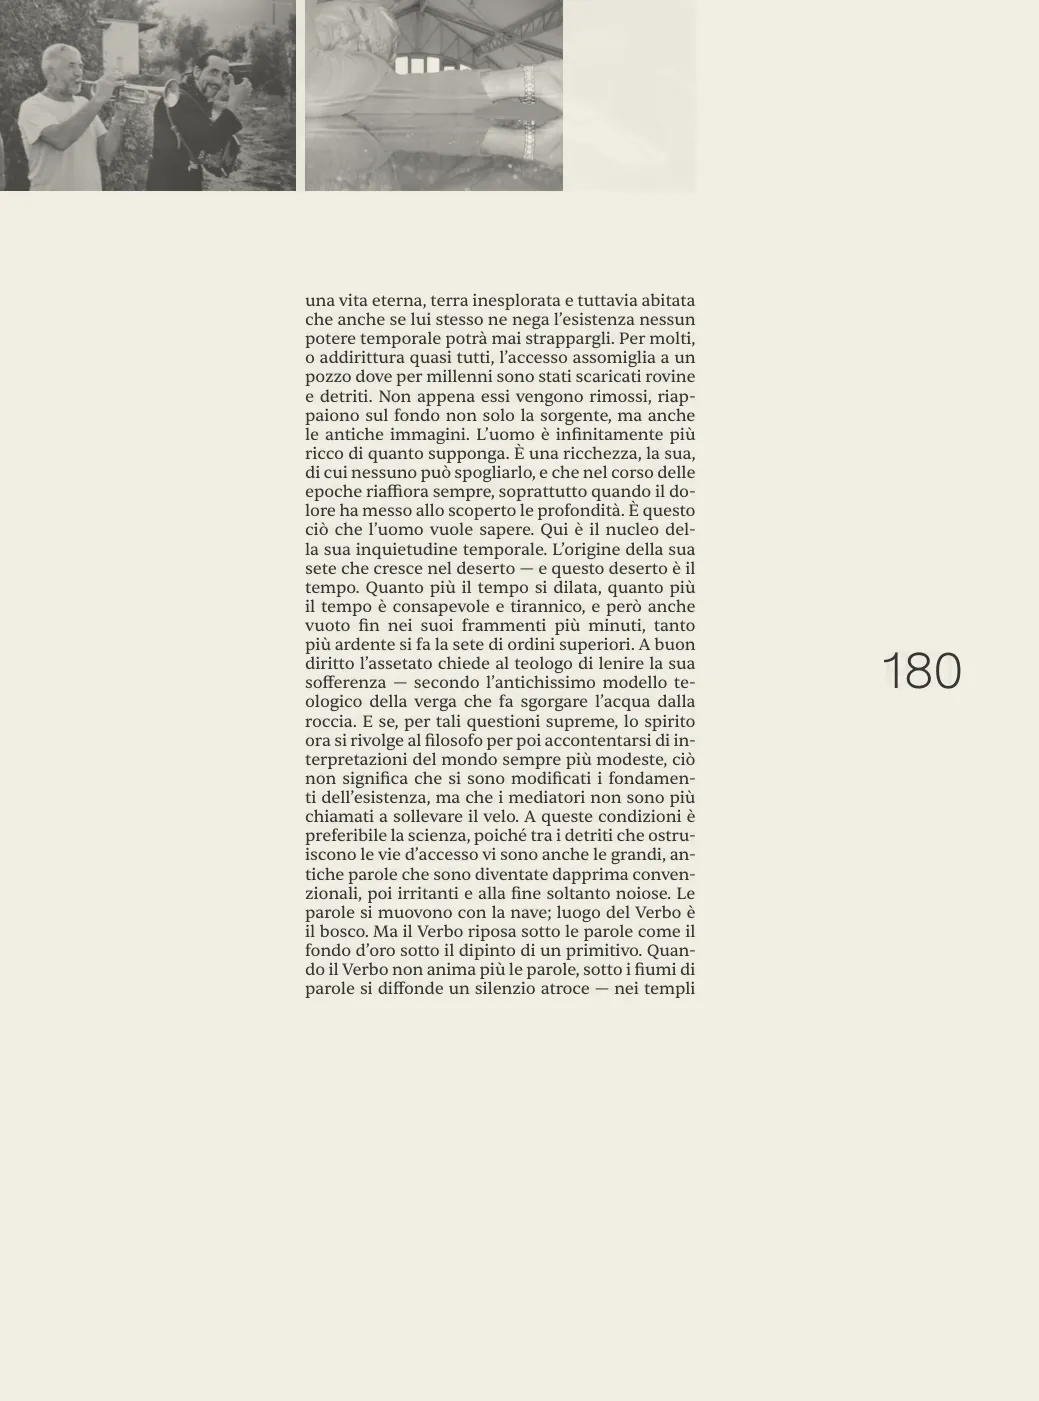 una vita eterna, terra inesplorata e tuttavia abitata
che anche se lui stesso ne nega l’esistenza nessun
potere temporale potrà mai strappargli. Per molti,
o addirittura quasi tutti, l’accesso assomiglia a un
pozzo dove per millenni sono stati scaricati rovine
e detriti. Non appena essi vengono rimossi, riap-
paiono sul fondo non solo la sorgente, ma anche
le antiche immagini. L’uomo è infinitamente più
ricco di quanto supponga. È una ricchezza, la sua,
di cui nessuno può spogliarlo, e che nel corso delle
epoche riaffiora sempre, soprattutto quando il do-
lore ha messo allo scoperto le profondità. È questo
ciò che l’uomo vuole sapere. Qui è il nucleo del-
la sua inquietudine temporale. L’origine della sua
sete che cresce nel deserto — e questo deserto è il
tempo. Quanto più il tempo si dilata, quanto più
il tempo è consapevole e tirannico, e però anche
vuoto fin nei suoi frammenti più minuti, tanto
più ardente si fa la sete di ordini superiori. A buon
diritto l’assetato chiede al teologo di lenire la sua
sofferenza — secondo l’antichissimo modello te-
ologico della verga che fa sgorgare l’acqua dalla
roccia. E se, per tali questioni supreme, lo spirito
ora si rivolge al filosofo per poi accontentarsi di in-
terpretazioni del mondo sempre più modeste, ciò
non significa che si sono modificati i fondamen-
ti dell’esistenza, ma che i mediatori non sono più
chiamati a sollevare il velo. A queste condizioni è
preferibile la scienza, poiché tra i detriti che ostru-
iscono le vie d’accesso vi sono anche le grandi, an-
tiche parole che sono diventate dapprima conven-
zionali, poi irritanti e alla fine soltanto noiose. Le
parole si muovono con la nave; luogo del Verbo è
il bosco. Ma il Verbo riposa sotto le parole come il
fondo d’oro sotto il dipinto di un primitivo. Quan-
do il Verbo non anima più le parole, sotto i fiumi di
parole si diffonde un silenzio atroce — nei templi
180